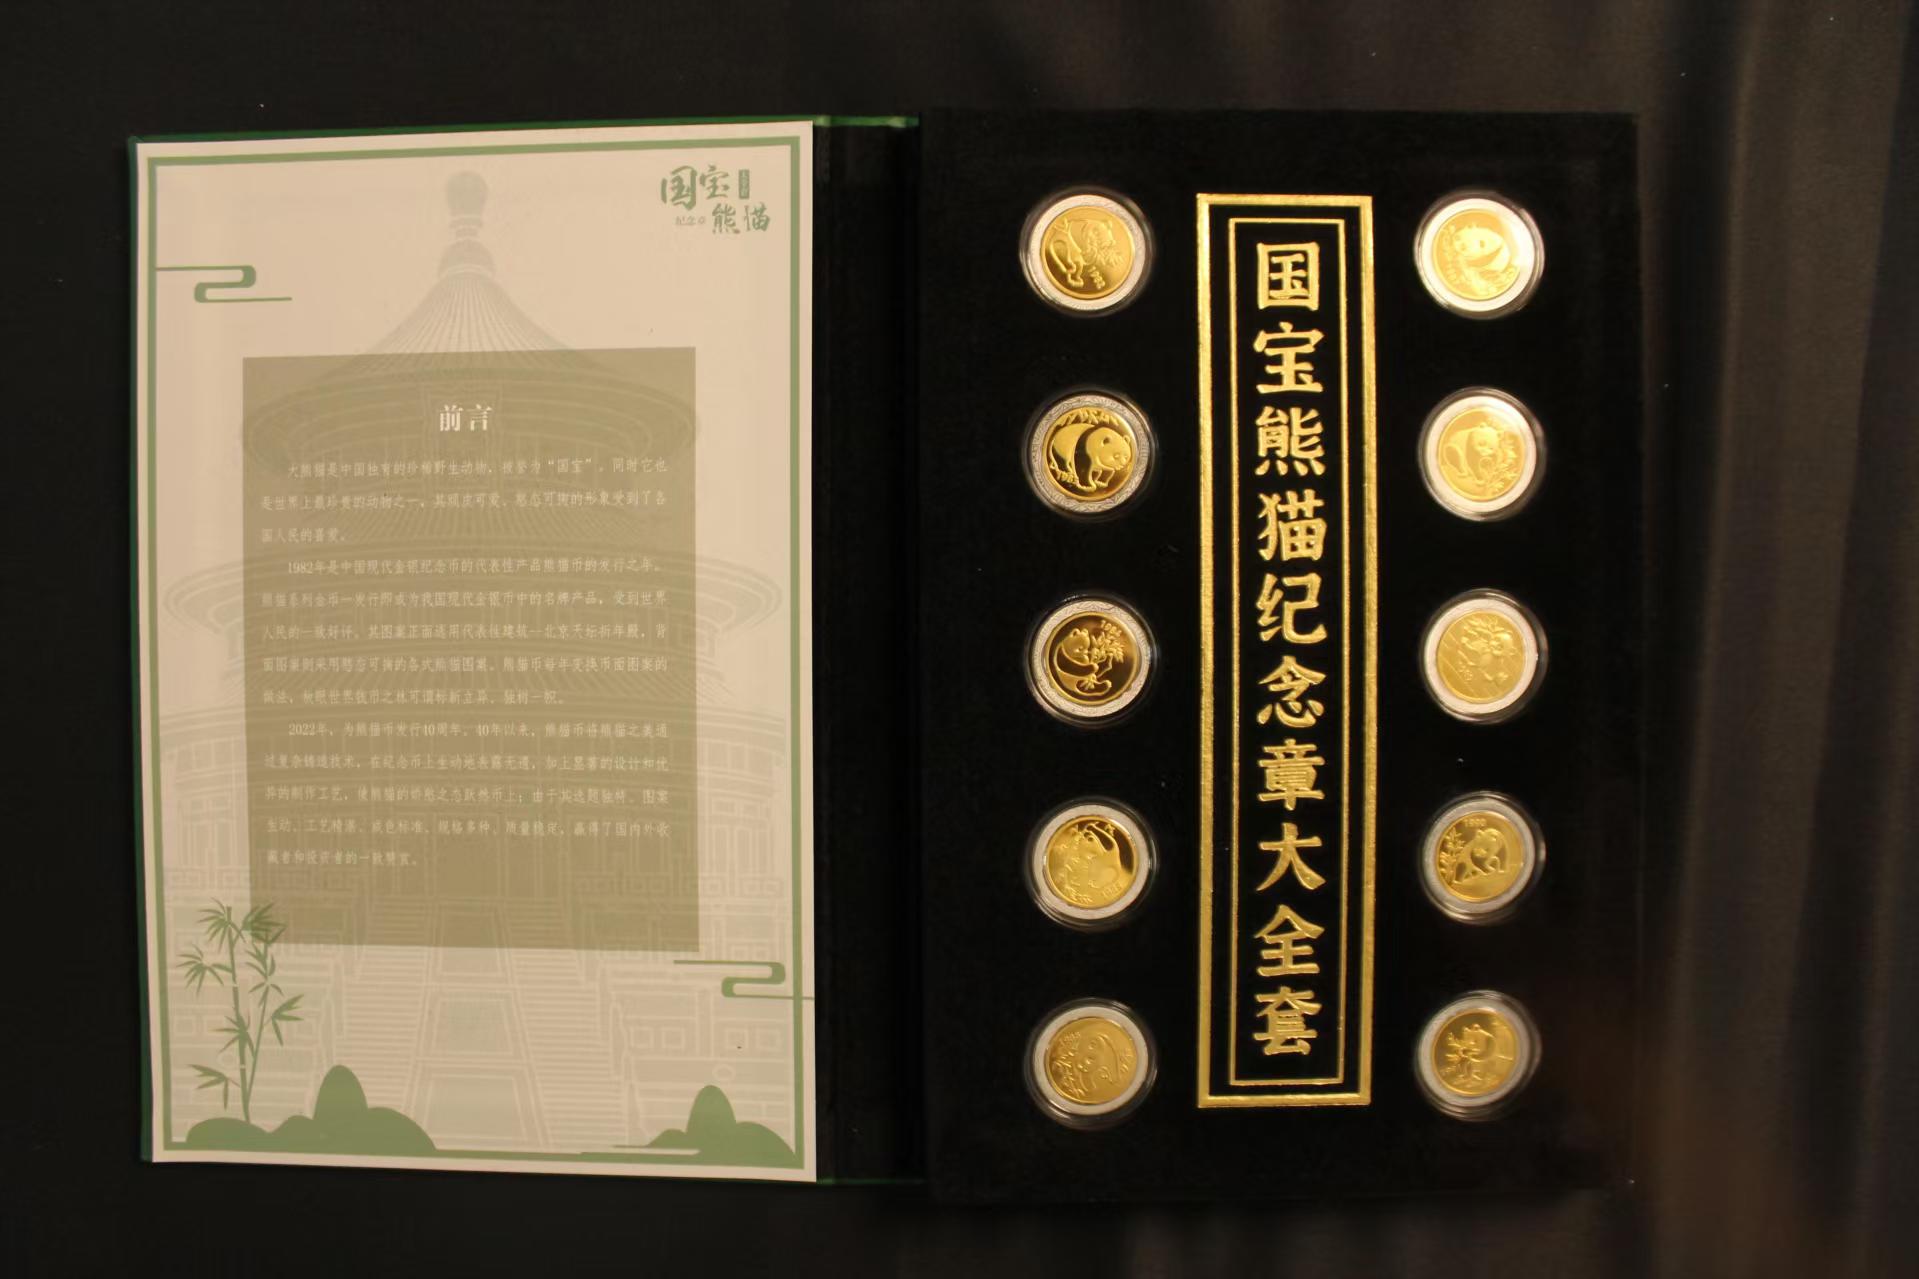 国宝
熊猫
纪念章
前言
大熊猫是中国独有的珍稀野生动物，被誉为“国宝”。同时它也
是世界上最珍贵的动物之一，其顽皮可爱、憨态可掬的形象受到了各
国人民的喜爱。
1982年是中国现代金银纪念币的代表性产品熊猫币的发行之年。
熊猫系列金币一发行即成为我国现代金银币中的名牌产品，受到世界
人民的一致好评。其图案正面选用代表性建筑--北京天坛祈年殿，背
面图案则采用憨态可掬的各式熊猫图案。熊猫币每年变换币面图案的
做法，放眼世界钱币之林可谓标新立异、独树一帜。
2022年，为熊猫币发行40周年。40年以来，熊猫币将熊猫之美通
过复杂铸造技术，在纪念币上生动地表露无遗，加上显著的设计和优
异的制作工艺，使熊猫的娇憨之态跃然币上；由于其选题独特、图案
生动、工艺精湛、成色标准、规格多种、质量稳定，赢得了国内外收
藏者和投资者的一致赞赏。
国宝熊猫纪念章大全套
1983
1984
1985
1990